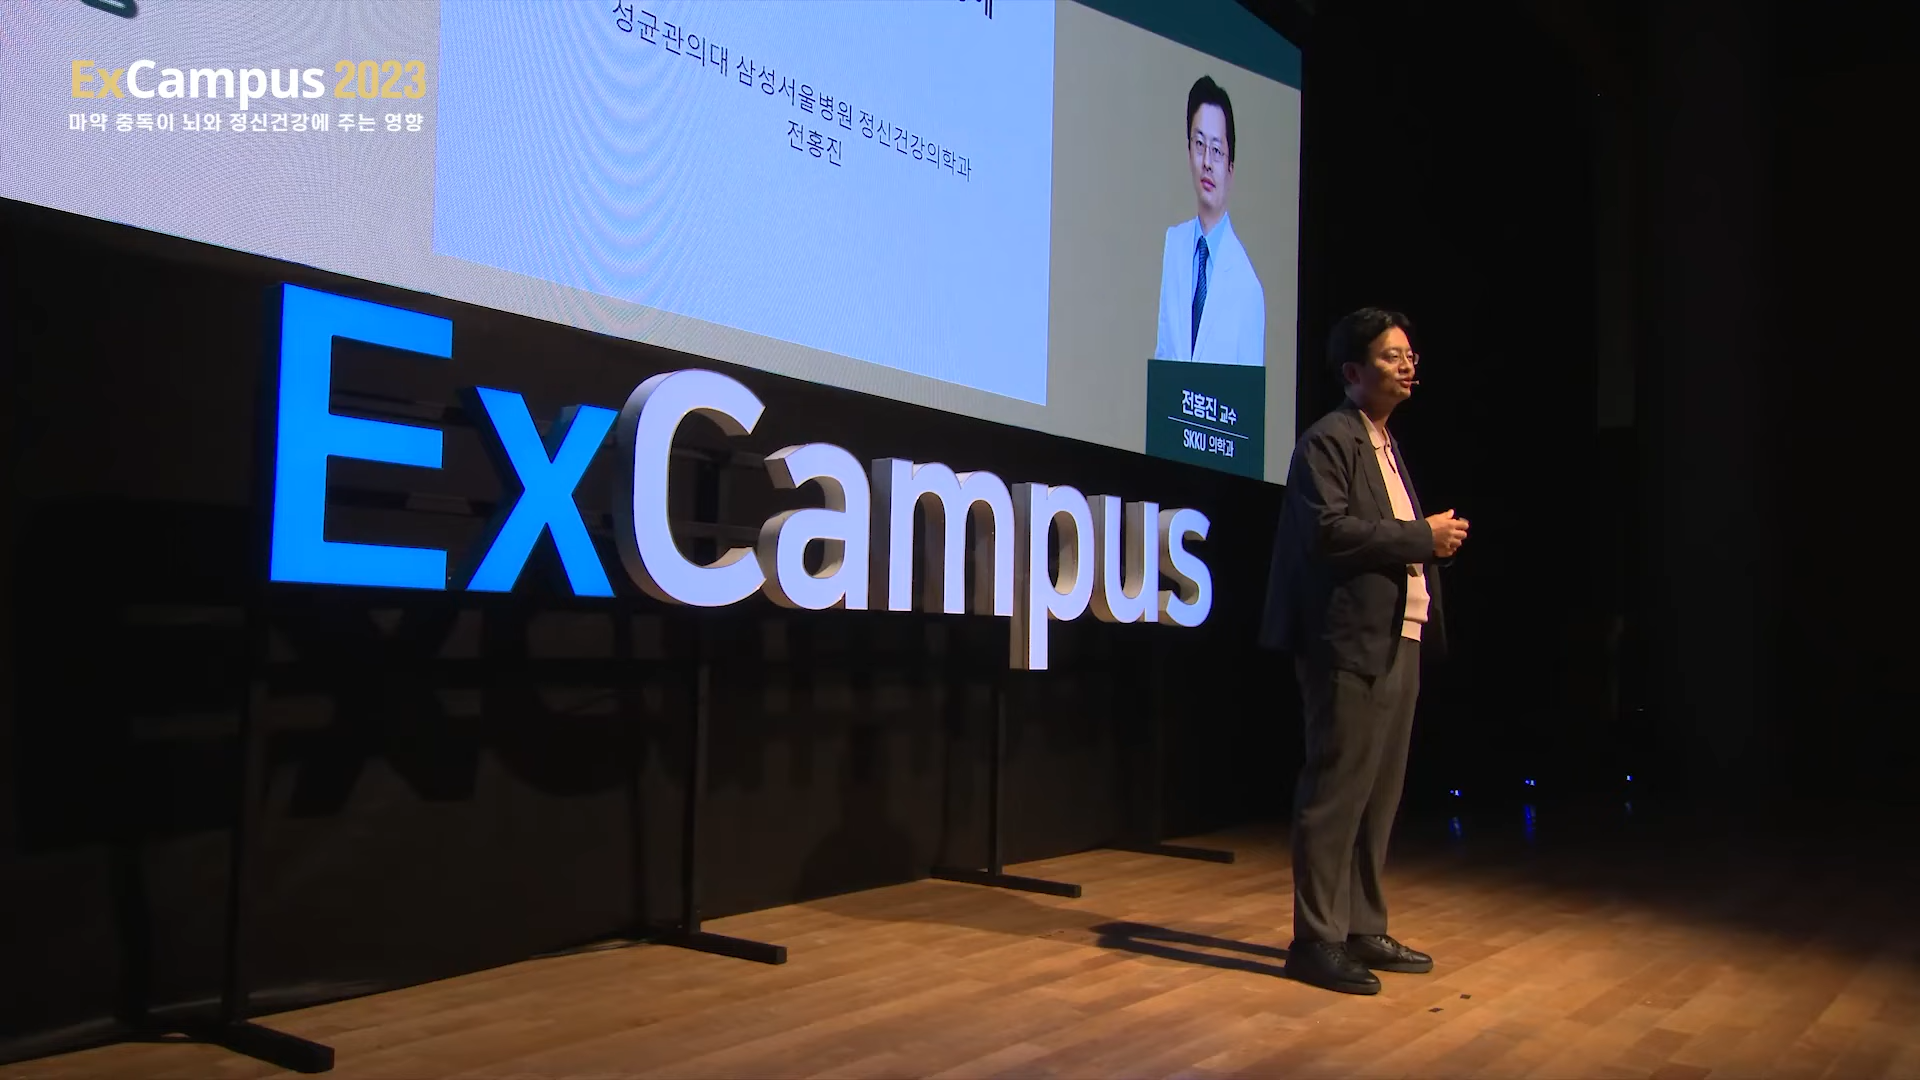 ExCampus 2023
마약 중독이 뇌와 정신건강에 주는 영향
성균관의대 삼성서울병원 정신건강의학과
전홍진
전홍진 교수
SKKU 의학과
ExCampus